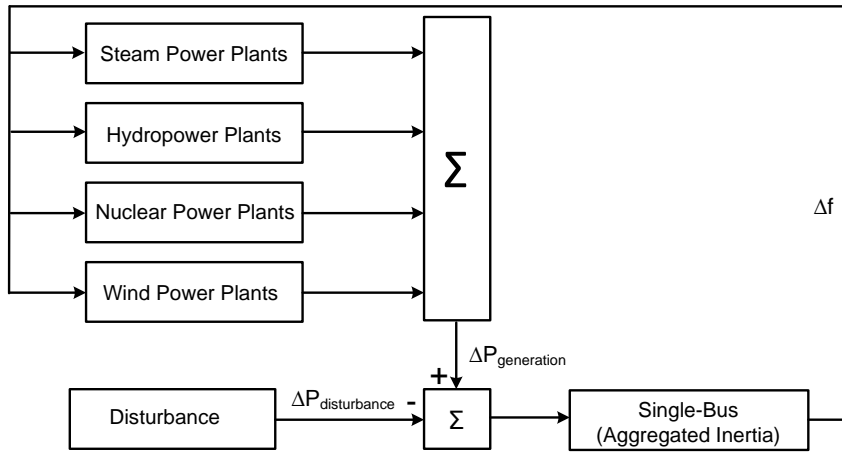 Steam Power Plants
Hydropower Plants
Σ
Nuclear Power Plants
Δf
Wind Power Plants
ΔPgeneration
+
ΔPdisturbance
-
Disturbance
Σ
Single-Bus
(Aggregated Inertia)